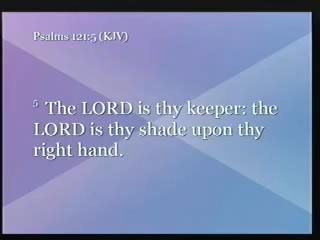 Psalms 121:5 (KJV)
5 The LORD is thy keeper: the
LORD is thy shade upon thy
right hand.